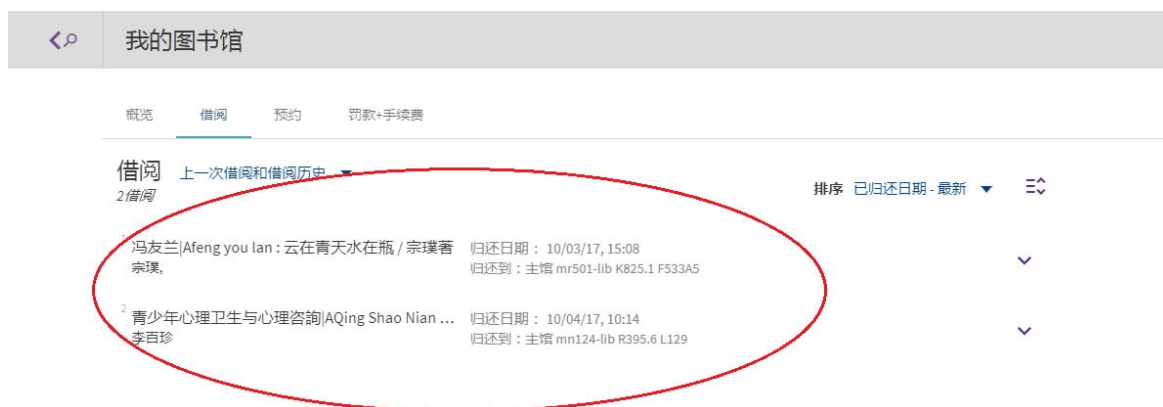 我的图书馆
概览 借阅 预约 罚款+手续费
借阅 上一次借阅和借阅历史
2借阅
排序 已归还日期 - 最新
1 冯友兰|Afeng you lan : 云在青天水在瓶 / 宗璞著 归还日期： 10/03/17, 15:08
宗璞, 归还到：主馆 mr501-lib K825.1 F533A5
2 青少年心理卫生与心理咨詢|AQing Shao Nian ... 归还日期： 10/04/17, 10:14
李百珍 归还到：主馆 mn124-lib R395.6 L129